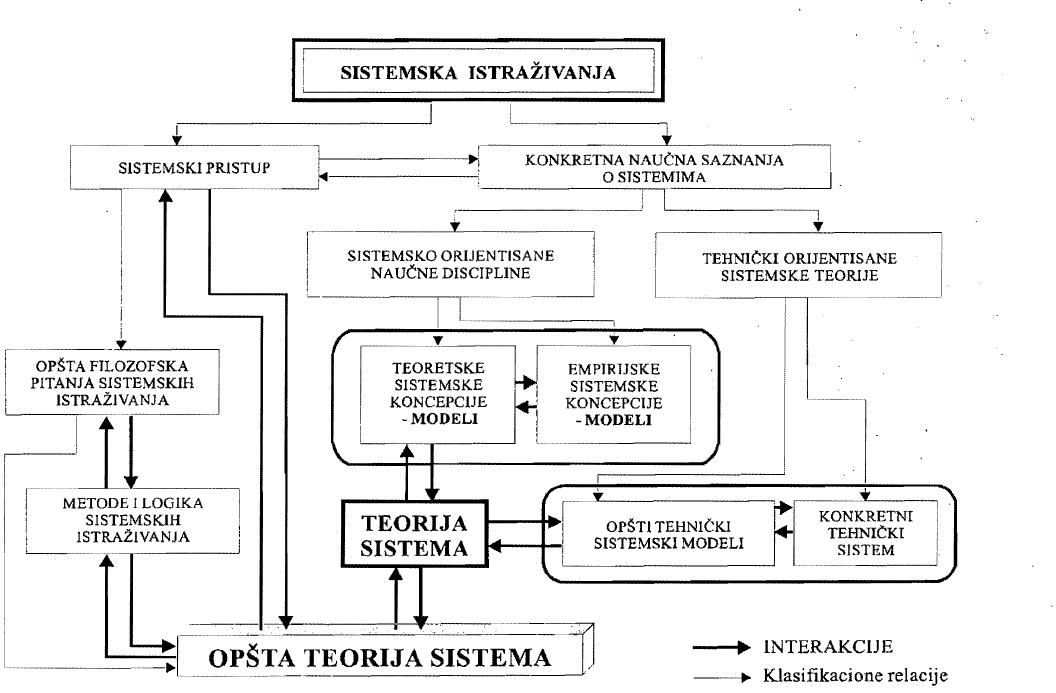 SISTEMSKA ISTRAŽIVANJA
SISTEMSKI PRISTUP
KONKRETNA NAUČNA SAZNANJA
O SISTEMIMA
SISTEMSKO ORIJENTISANE
NAUČNE DISCIPLINE
TEHNIČKI ORIJENTISANE
SISTEMSKE TEORIJE
OPŠTA FILOZOFSKA
PITANJA SISTEMSKIH
ISTRAŽIVANJA
TEORETSKE
SISTEMSKE
KONCEPCIJE
- MODELI
EMPIRIJSKE
SISTEMSKE
KONCEPCIJE
- MODELI
METODE I LOGIKA
SISTEMSKIH
ISTRAŽIVANJA
TEORIJA
SISTEMA
OPŠTI TEHNIČKI
SISTEMSKI MODELI
KONKRETNI
TEHNIČKI
SISTEM
OPŠTA TEORIJA SISTEMA
INTERAKCIJE
Klasifikacione relacije